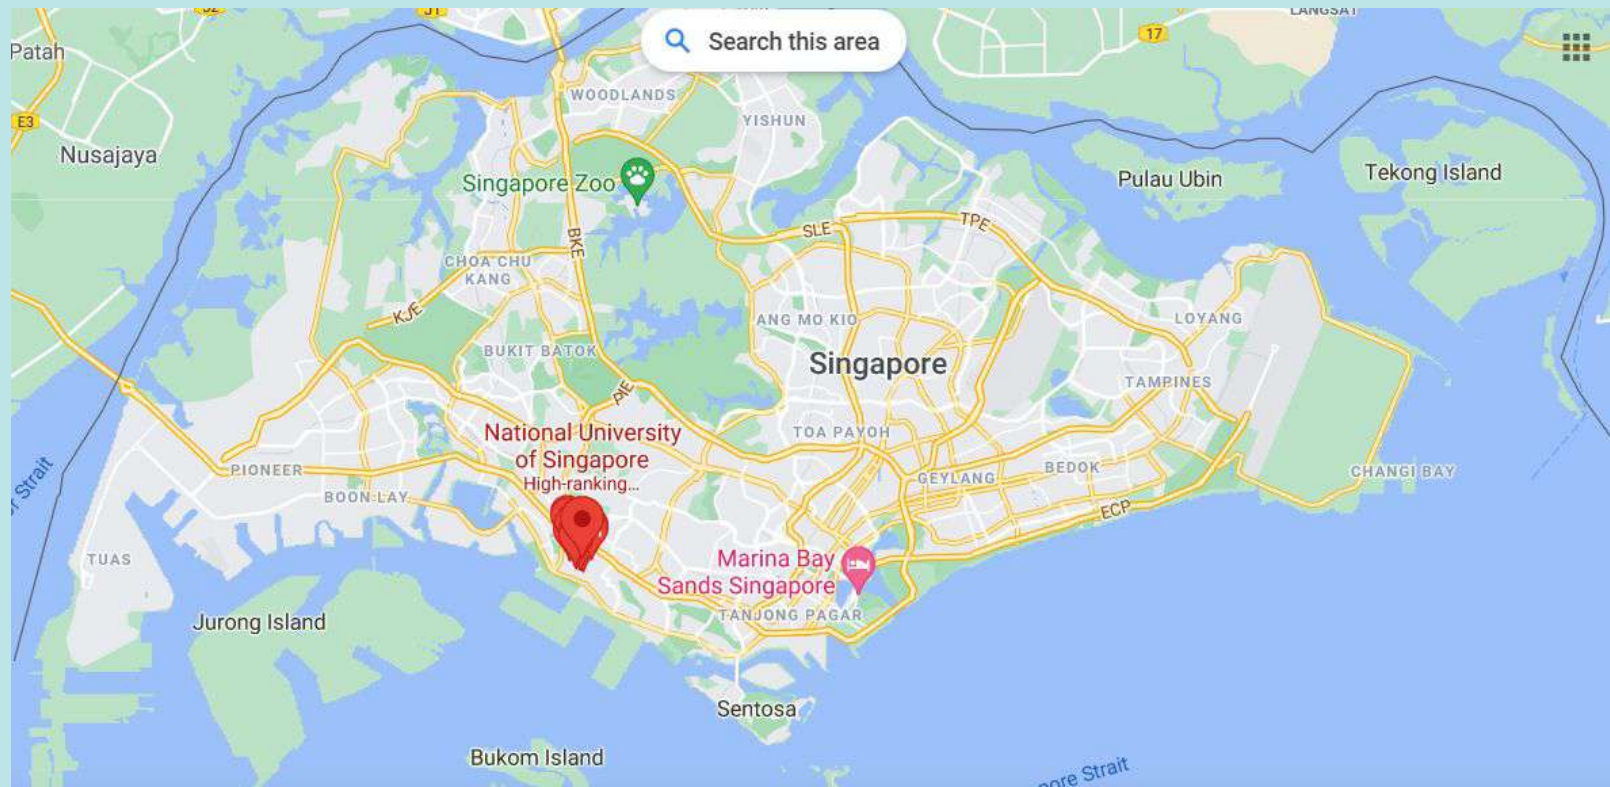 J2
J1
LANGSAT
Search this area
17
Patah
WOODLANDS
E3
YISHUN
Nusajaya
Singapore Zoo
Pulau Ubin
Tekong Island
SLE
TPE
BKE
CHOA CHU
KANG
KJE
ANG MO KIO
LOYANG
BUKIT BATOK
Singapore
TAMPINES
PIE
National University
of Singapore
High-ranking...
TOA PAYOH
PIONEER
BOON LAY
GEYLANG
BEDOK
CHANGI BAY
Strait
ECP
TUAS
Marina Bay
Sands Singapore
TANJONG PAGAR
Jurong Island
Sentosa
Bukom Island
pore Strait